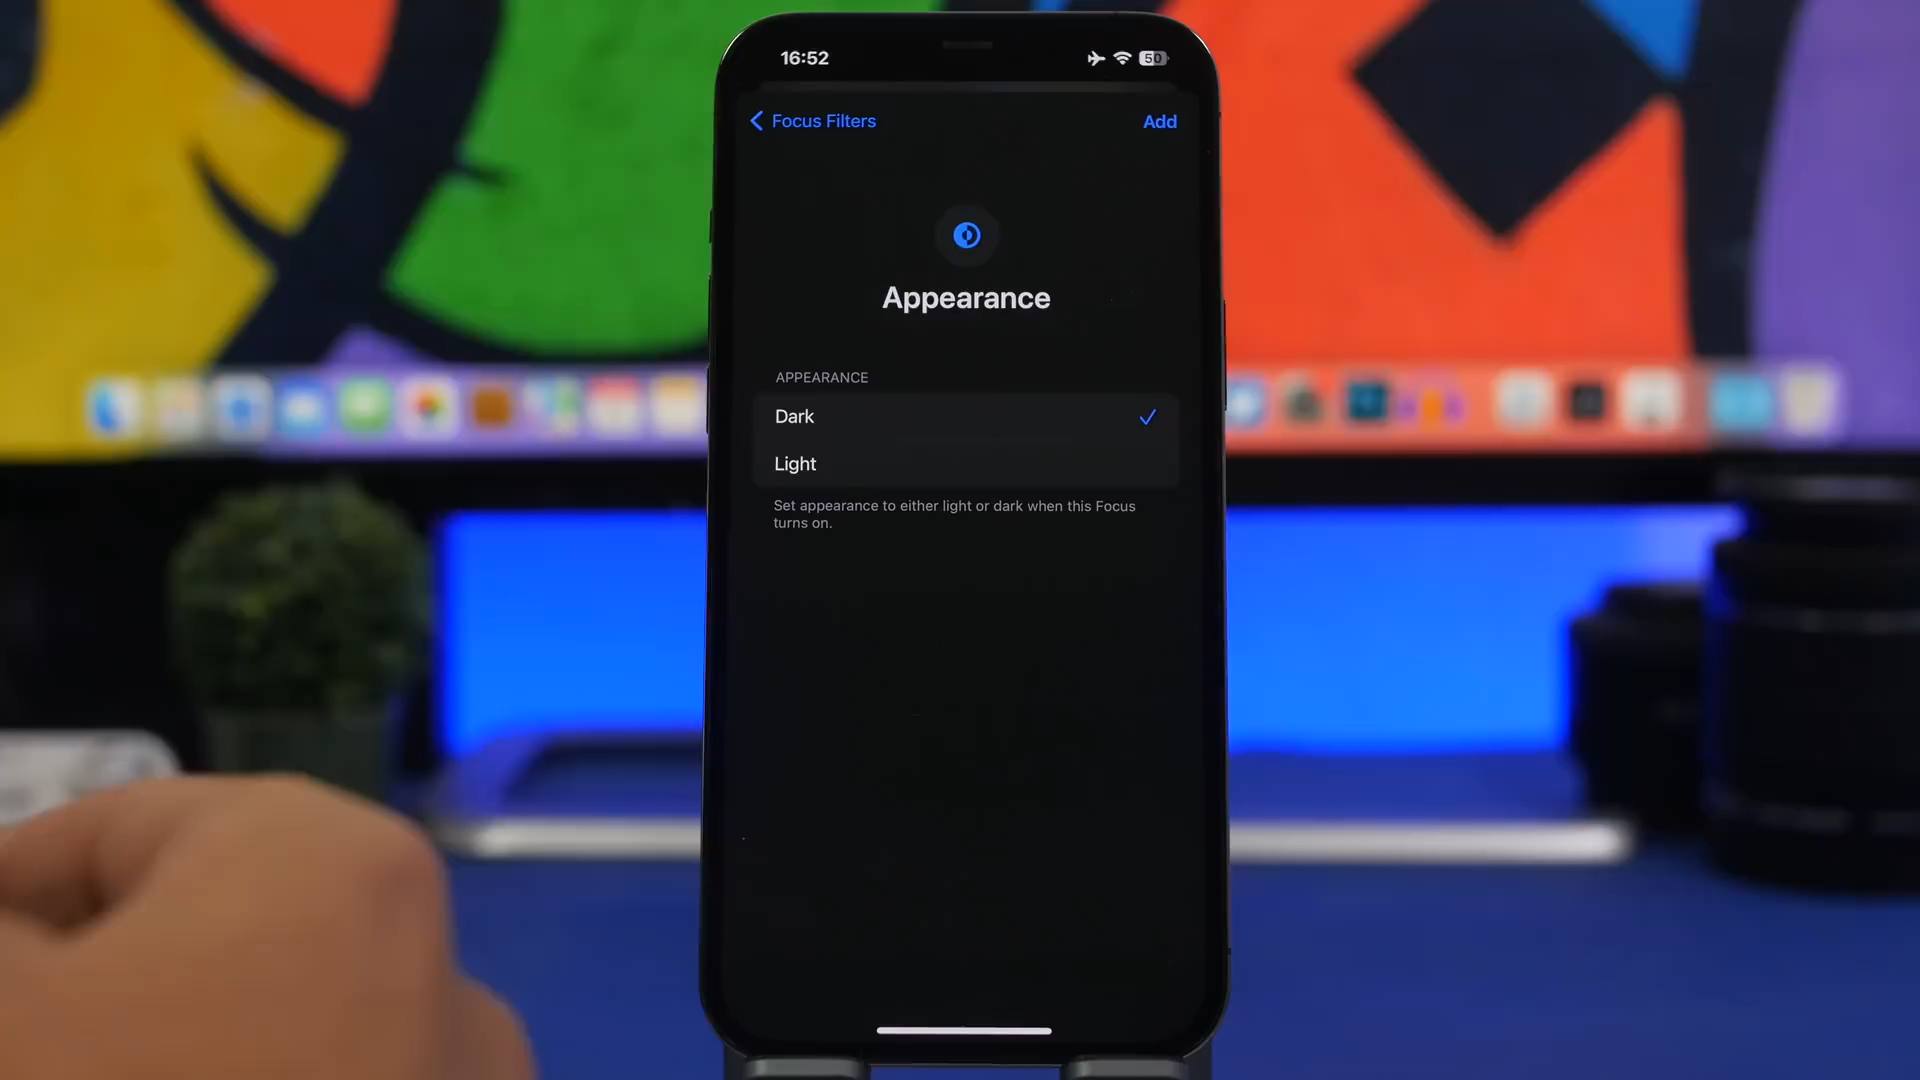 16:52
50
Focus Filters
Add
Appearance
APPEARANCE
Dark
Light
Set appearance to either light or dark when this Focus
turns on.